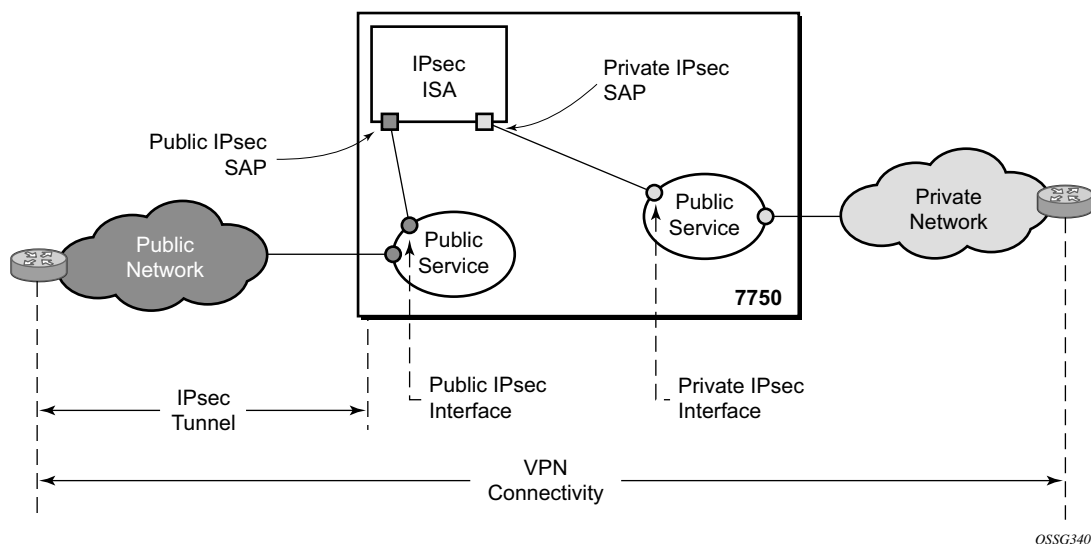 IPsec
ISA
Private IPsec
SAP
Public IPsec
SAP
Public
Network
Public
Service
Public
Service
Private
Network
7750
Public IPsec
Interface
Private IPsec
Interface
IPsec
Tunnel
VPN
Connectivity
OSSG340